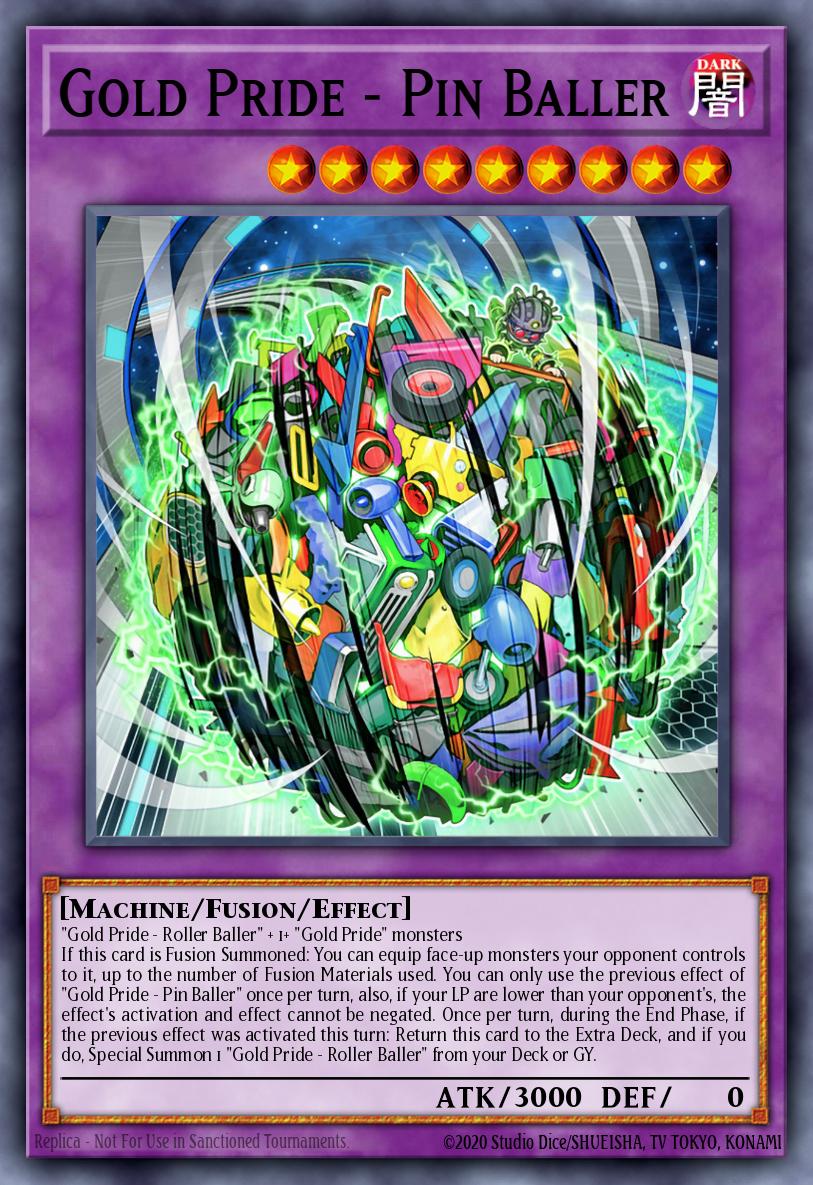 Gold Pride - Pin Baller
DARK
闇
[Machine/Fusion/Effect]
"Gold Pride - Roller Baller" + 1+ "Gold Pride" monsters
If this card is Fusion Summoned: You can equip face-up monsters your opponent controls
to it, up to the number of Fusion Materials used. You can only use the previous effect of
"Gold Pride - Pin Baller" once per turn, also, if your LP are lower than your opponent's, the
effect's activation and effect cannot be negated. Once per turn, during the End Phase, if
the previous effect was activated this turn: Return this card to the Extra Deck, and if you
do, Special Summon 1 "Gold Pride - Roller Baller" from your Deck or GY.
ATK/3000 DEF/ 0
Replica - Not For Use in Sanctioned Tournaments.
©2020 Studio Dice/SHUEISHA, TV TOKYO, KONAMI